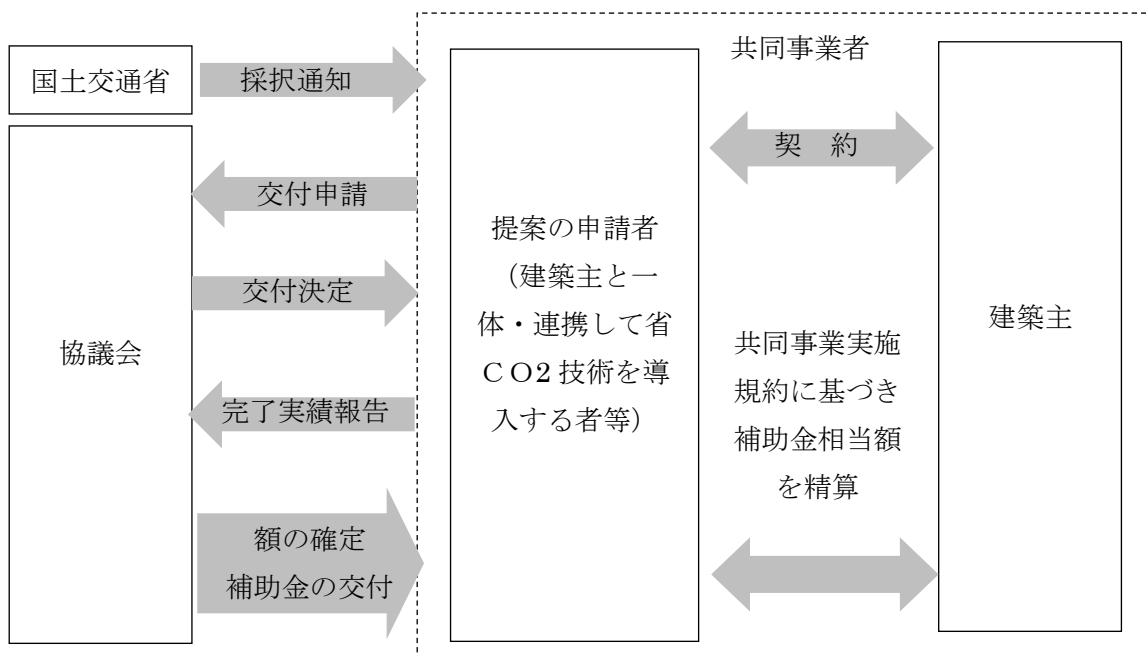 共同事業者
国土交通省
採択通知
契　約
交付申請
提案の申請者
（建築主と一
体・連携して省
ＣＯ2 技術を導
入する者等）
交付決定
建築主
協議会
共同事業実施
規約に基づき
補助金相当額
を精算
完了実績報告
額の確定
補助金の交付